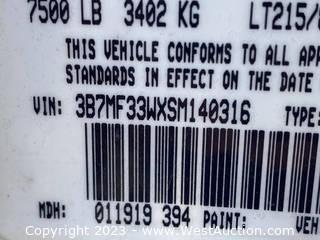 7500 LB 3402 KG LT215/
THIS VEHICLE CONFORMS TO ALL AP
STANDARDS IN EFFECT ON THE DATE
VIN: 3B7MF33WXSM140316 TYPE:
MDH: 011919 394 PAINT: VEH
Copyright © 2023 - www.WestAuction.com